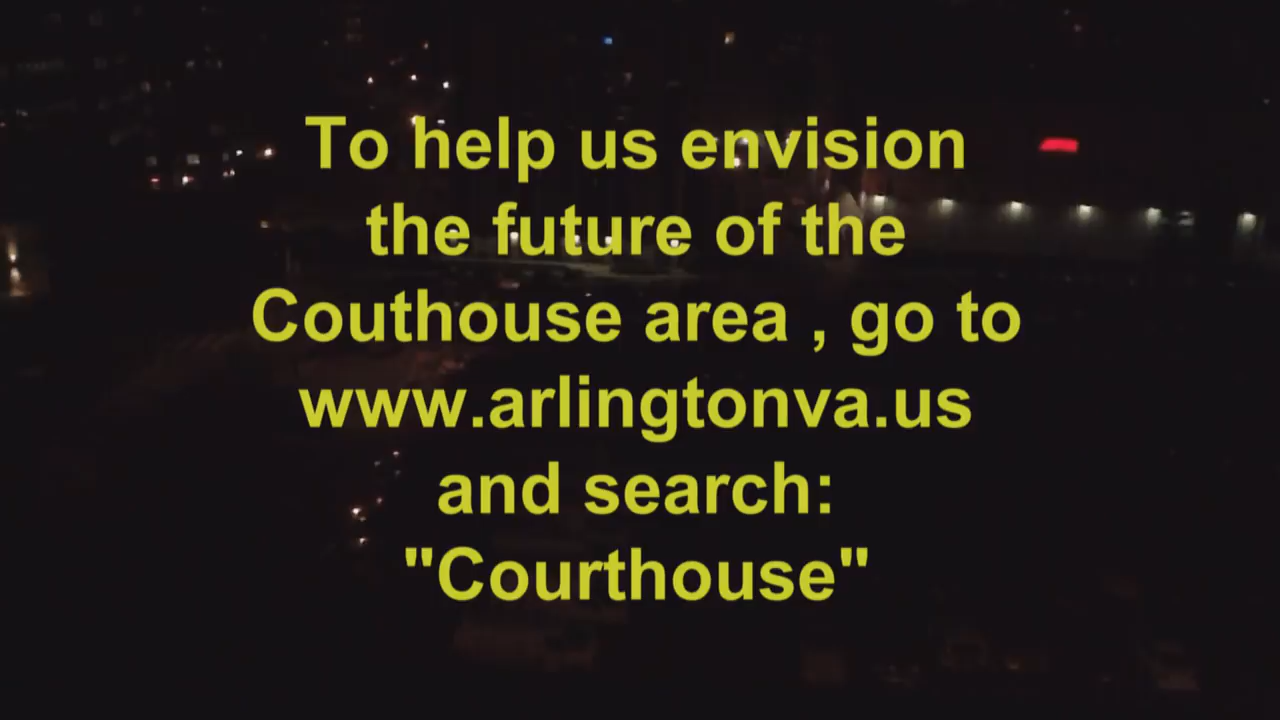 To help us envision
the future of the
Couthouse area , go to
www.arlingtonva.us
and search:
"Courthouse"